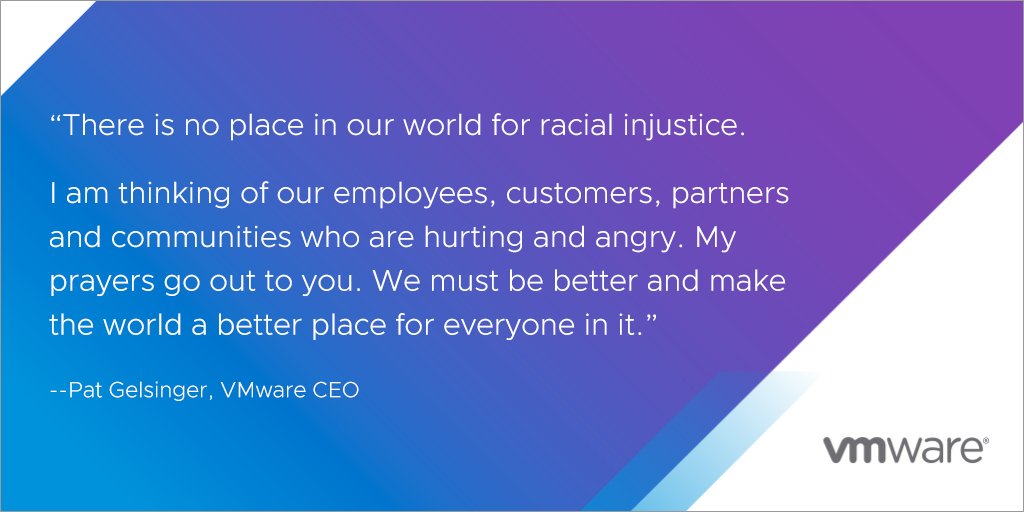 “There is no place in our world for racial injustice.
I am thinking of our employees, customers, partners
and communities who are hurting and angry. My
prayers go out to you. We must be better and make
the world a better place for everyone in it.”
--Pat Gelsinger, VMware CEO
vmware®